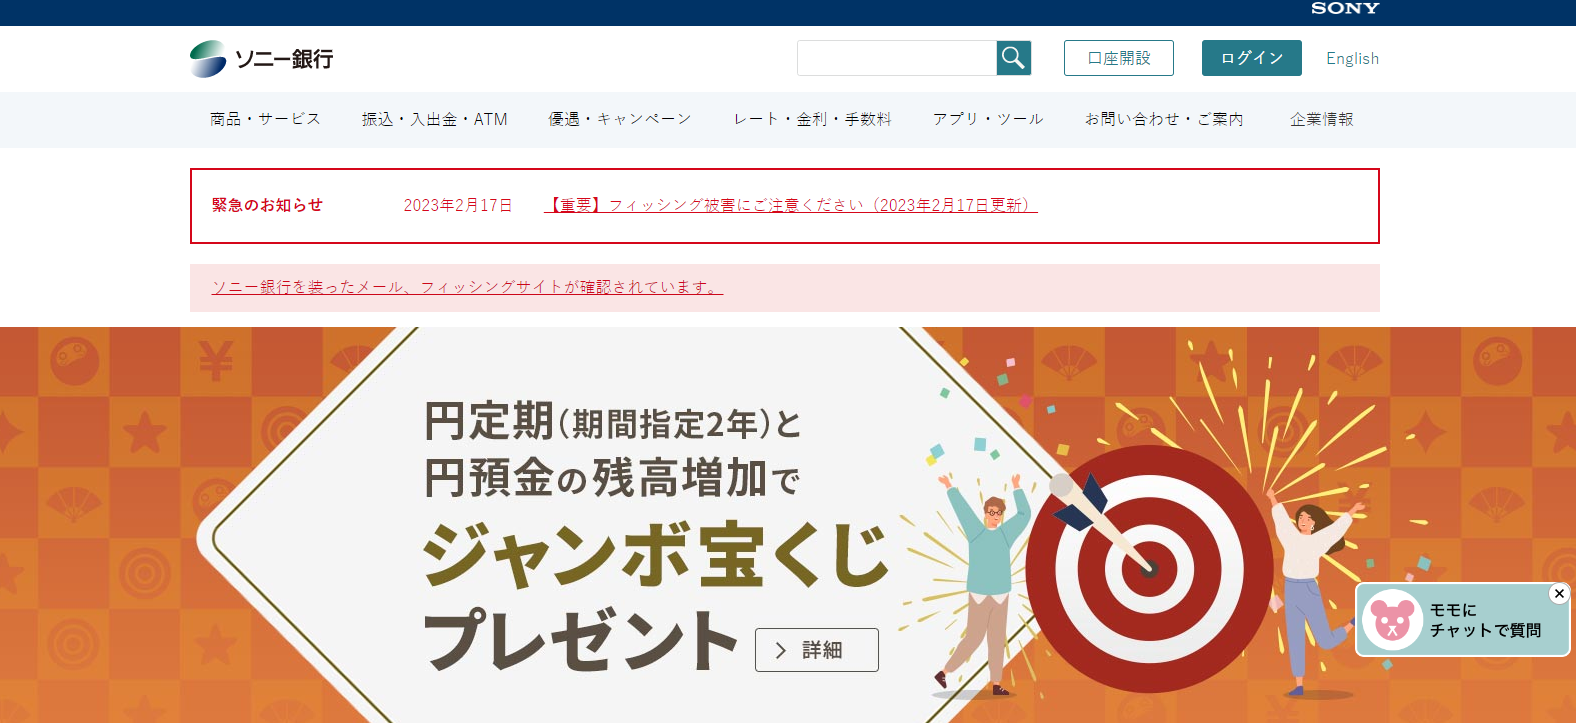 SONY
ソニー銀行
口座開設
ログイン
English
商品・サービス
振込・入出金・ATM
優遇・キャンペーン
レート・金利・手数料
アプリ・ツール
お問い合わせ・ご案内
企業情報
緊急のお知らせ 2023年2月17日 【重要】フィッシング被害にご注意ください（2023年2月17日更新）
ソニー銀行を装ったメール、フィッシングサイトが確認されています。
円定期(期間指定2年)と
円預金の残高増加で
ジャンボ宝くじ
プレゼント
詳細
モモに
チャットで質問